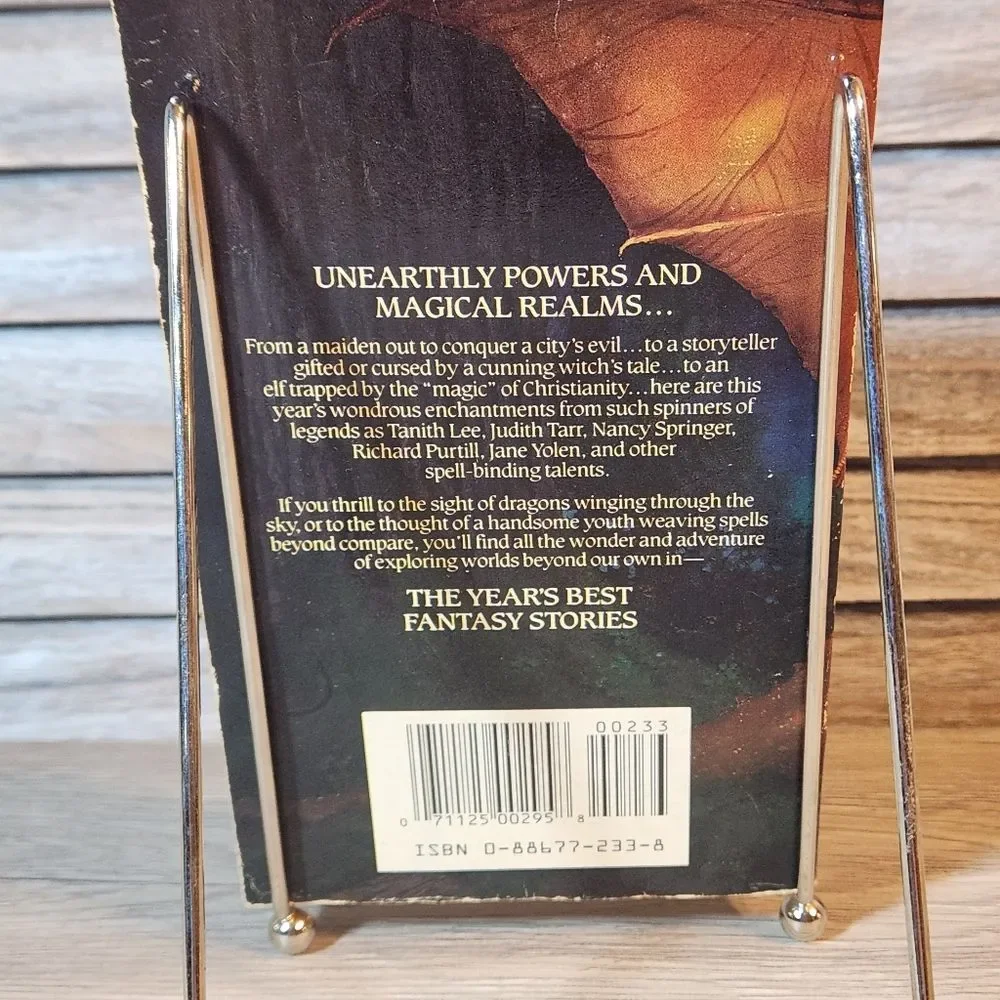 UNEARTHLY POWERS AND
MAGICAL REALMS...
From a maiden out to conquer a city's evil...to a storyteller
gifted or cursed by a cunning witch's tale...to an
elf trapped by the "magic" of Christianity...here are this
year's wondrous enchantments from such spinners of
legends as Tanith Lee, Judith Tarr, Nancy Springer,
Richard Purtill, Jane Yolen, and other
spell-binding talents.
If you thrill to the sight of dragons winging through the
sky, or to the thought of a handsome youth weaving spells
beyond compare, you'll find all the wonder and adventure
of exploring worlds beyond our own in—
THE YEAR'S BEST
FANTASY STORIES
00233
0 71125 00295 8
ISBN 0-88677-233-8